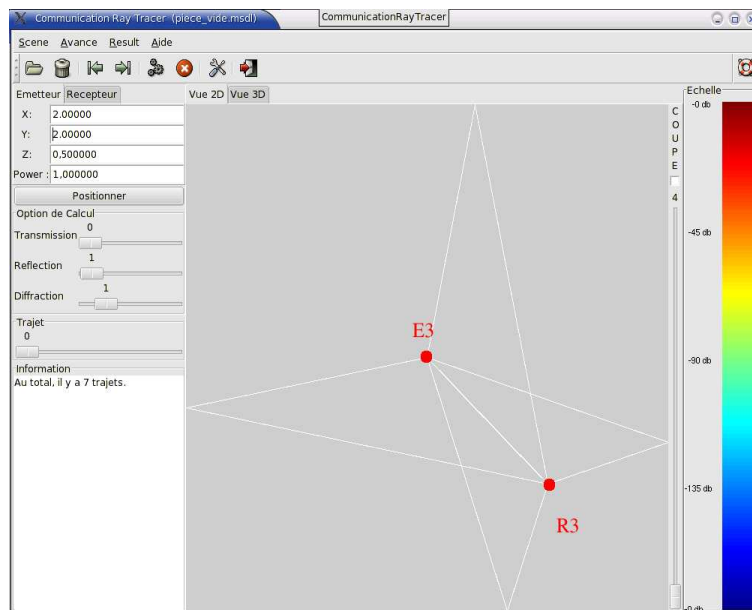 Communication Ray Tracer (piece_vide.msdl)
CommunicationRayTracer
Scene Avance Result Aide
Emetteur Recepteur
Vue 2D Vue 3D
X: 2.00000
Y: 2.00000
Z: 0,500000
Power : 1,000000
Positionner
Option de Calcul
Transmission 0
Reflection 1
Diffraction 1
Trajet
0
Information
Au total, il y a 7 trajets.
E3
R3
COUPE
4
Echelle
-0 db
-45 db
-90 db
-135 db